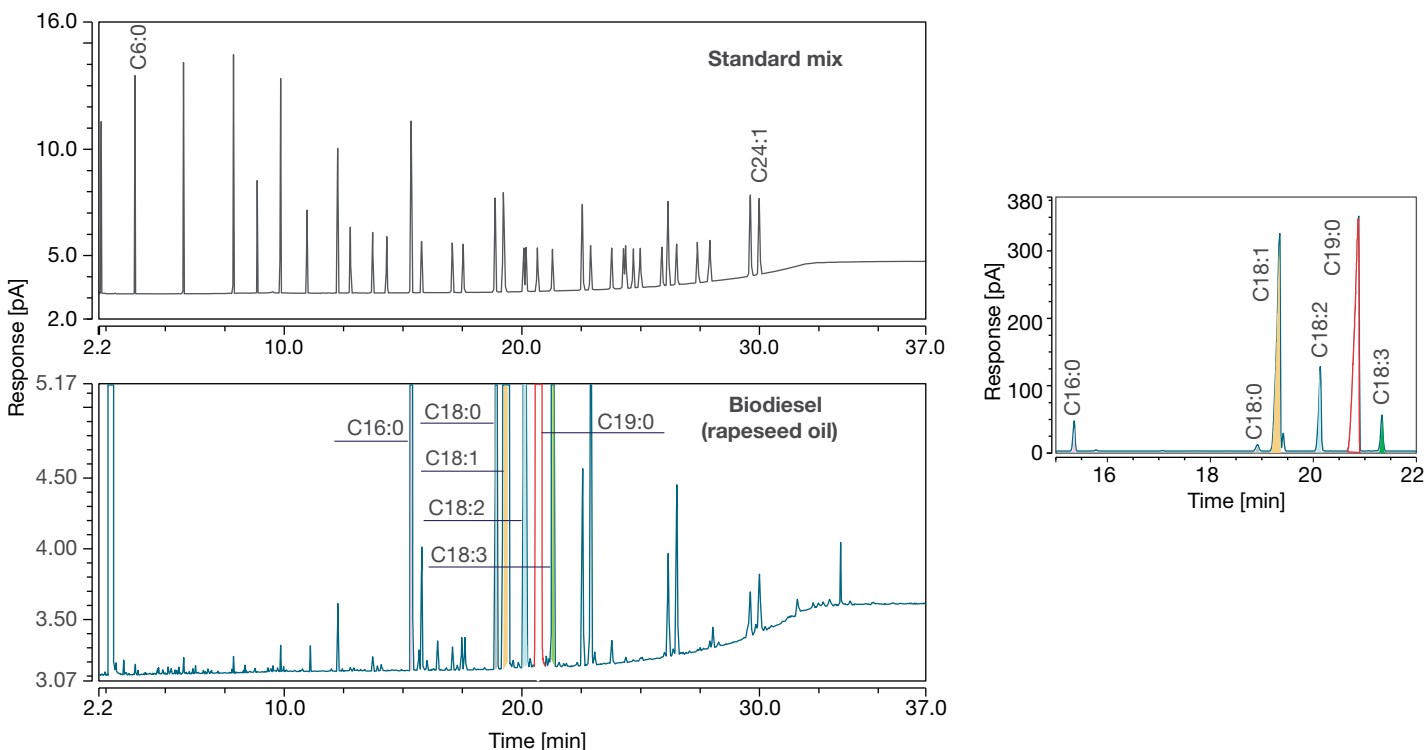 Response [pA]
16.0
10.0
5.0
2.0
C6:0
Standard mix
C24:1
2.2
10.0
20.0
30.0
37.0
5.17
4.50
4.00
3.50
3.07
C16:0
C18:0
C18:1
C18:2
C18:3
C19:0
Biodiesel
(rapeseed oil)
2.2
10.0
20.0
30.0
37.0
Time [min]
Response [pA]
380
300
200
100
0
C16:0
C18:0
C18:1
C18:2
C19:0
C18:3
16
18
20
22
Time [min]